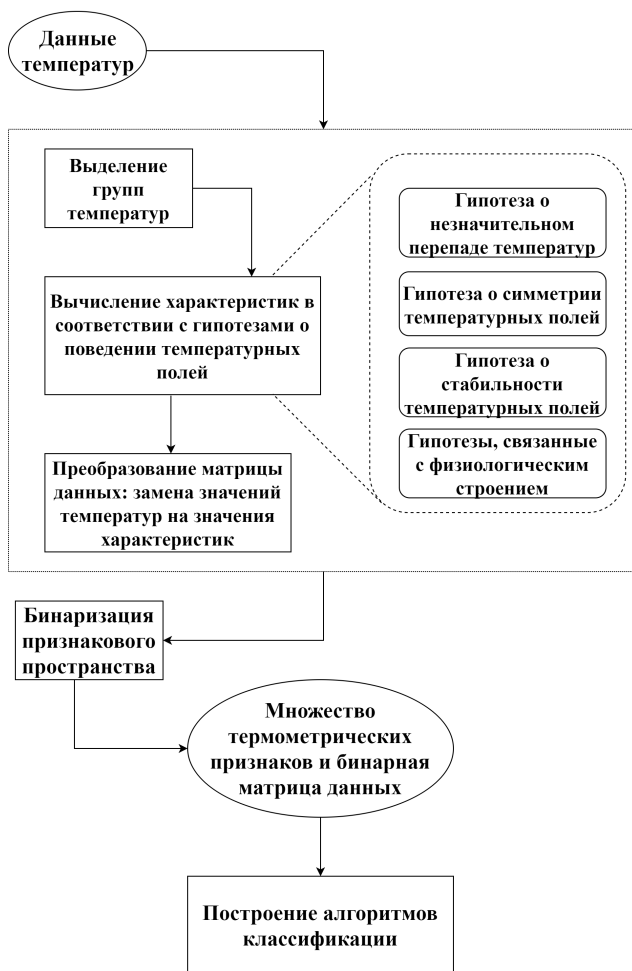 Данные
температур
Выделение
групп
температур
Вычисление характеристик в
соответствии с гипотезами о
поведении температурных
полей
Преобразование матрицы
данных: замена значений
температур на значения
характеристик
Гипотеза о
незначительном
перепаде температур
Гипотеза о симметрии
температурных полей
Гипотеза о
стабильности
температурных полей
Гипотезы, связанные
с физиологическим
строением
Бинаризация
признакового
пространства
Множество
термометрических
признаков и бинарная
матрица данных
Построение алгоритмов
классификации